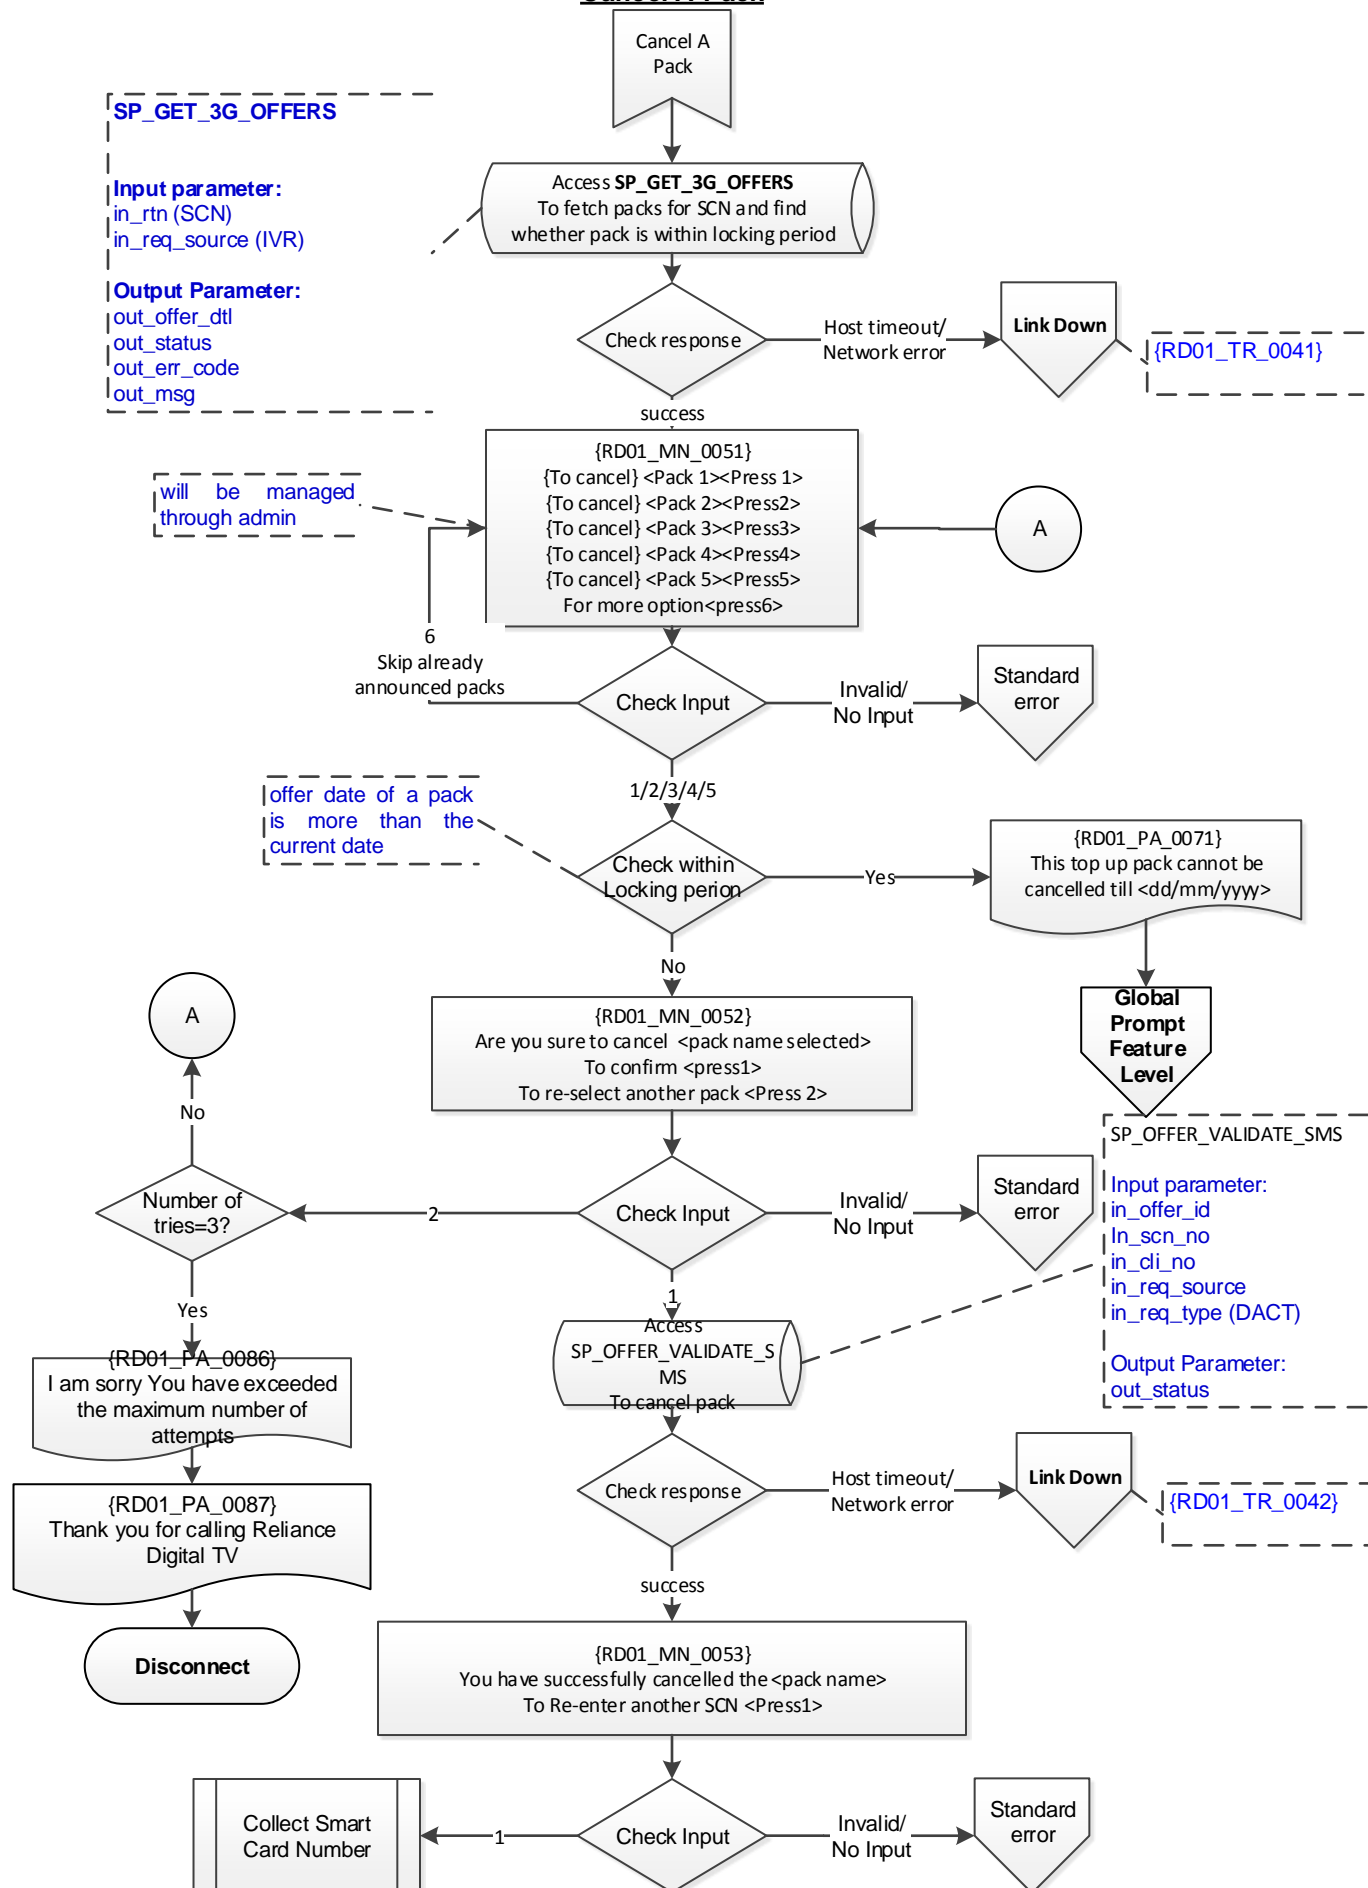 Cancel A Pack
Cancel A
Pack
SP_GET_3G_OFFERS
Input parameter:
in_rtn (SCN)
in_req_source (IVR)
Output Parameter:
out_offer_dtl
out_status
out_err_code
out_msg
Access SP_GET_3G_OFFERS
To fetch packs for SCN and find
whether pack is within locking period
Check response
Host timeout/
Network error
Link Down
{RD01_TR_0041}
success
{RD01_MN_0051}
{To cancel} <Pack 1><Press 1>
{To cancel} <Pack 2><Press2>
{To cancel} <Pack 3><Press3>
{To cancel} <Pack 4><Press4>
{To cancel} <Pack 5><Press5>
For more option<press6>
will be managed
through admin
A
6
Skip already
announced packs
Check Input
Invalid/
No Input
Standard
error
1/2/3/4/5
offer date of a pack
is more than the
current date
Check within
Locking perion
Yes
{RD01_PA_0071}
This top up pack cannot be
cancelled till <dd/mm/yyyy>
No
Global
Prompt
Feature
Level
A
{RD01_MN_0052}
Are you sure to cancel <pack name selected>
To confirm <press1>
To re-select another pack <Press 2>
No
Number of
tries=3?
2
Check Input
Invalid/
No Input
Standard
error
SP_OFFER_VALIDATE_SMS
Input parameter:
in_offer_id
In_scn_no
in_cli_no
in_req_source
in_req_type (DACT)
Output Parameter:
out_status
Yes
1
Access
SP_OFFER_VALIDATE_S
MS
To cancel pack
{RD01_PA_0086}
I am sorry You have exceeded
the maximum number of
attempts
Check response
Host timeout/
Network error
Link Down
{RD01_TR_0042}
{RD01_PA_0087}
Thank you for calling Reliance
Digital TV
success
Disconnect
{RD01_MN_0053}
You have successfully cancelled the <pack name>
To Re-enter another SCN <Press1>
Collect Smart
Card Number
1
Check Input
Invalid/
No Input
Standard
error